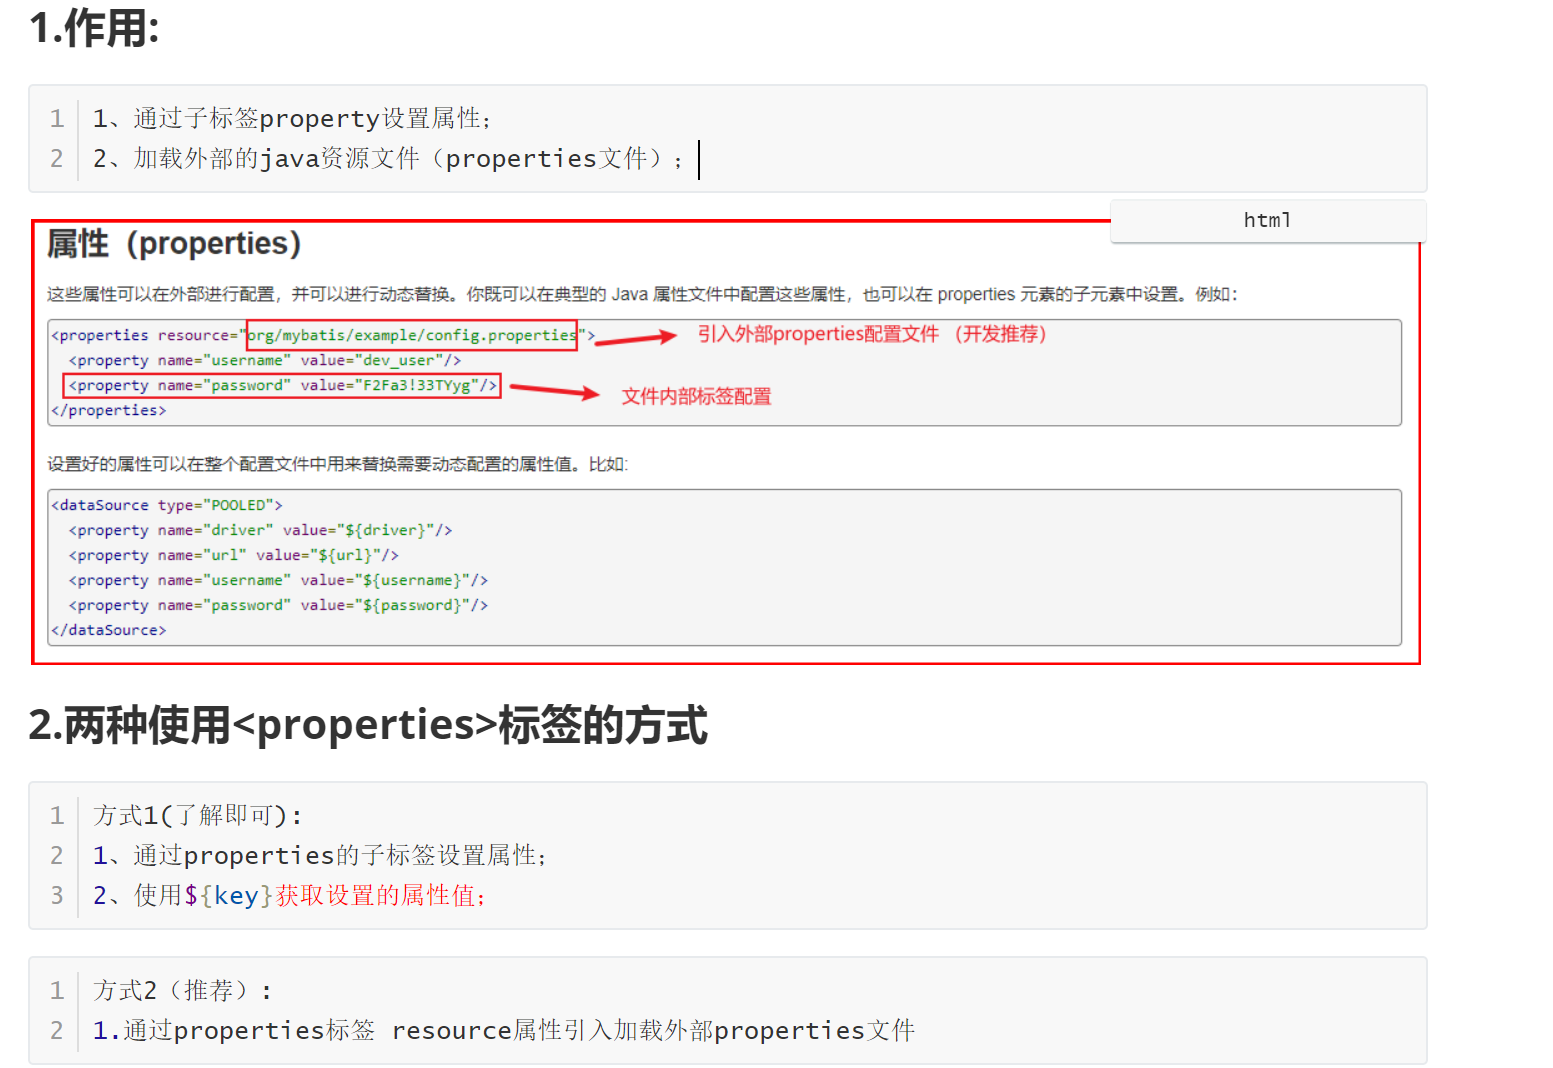 1.作用:
1 1、通过子标签property设置属性;
2 2、加载外部的java资源文件（properties文件）;
html
属性（properties）
这些属性可以在外部进行配置，并可以进行动态替换。你既可以在典型的 Java 属性文件中配置这些属性，也可以在 properties 元素的子元素中设置。例如：
<properties resource="org/mybatis/example/config.properties"> 引入外部properties配置文件 （开发推荐）
<property name="username" value="dev_user"/>
<property name="password" value="F2Fa3!33TYyg"/> 文件内部标签配置
</properties>
设置好的属性可以在整个配置文件中用来替换需要动态配置的属性值。比如:
<dataSource type="POOLED">
<property name="driver" value="${driver}"/>
<property name="url" value="${url}"/>
<property name="username" value="${username}"/>
<property name="password" value="${password}"/>
</dataSource>
2.两种使用<properties>标签的方式
1 方式1(了解即可):
2 1、通过properties的子标签设置属性;
3 2、使用${key}获取设置的属性值;
1 方式2（推荐）:
2 1.通过properties标签 resource属性引入加载外部properties文件